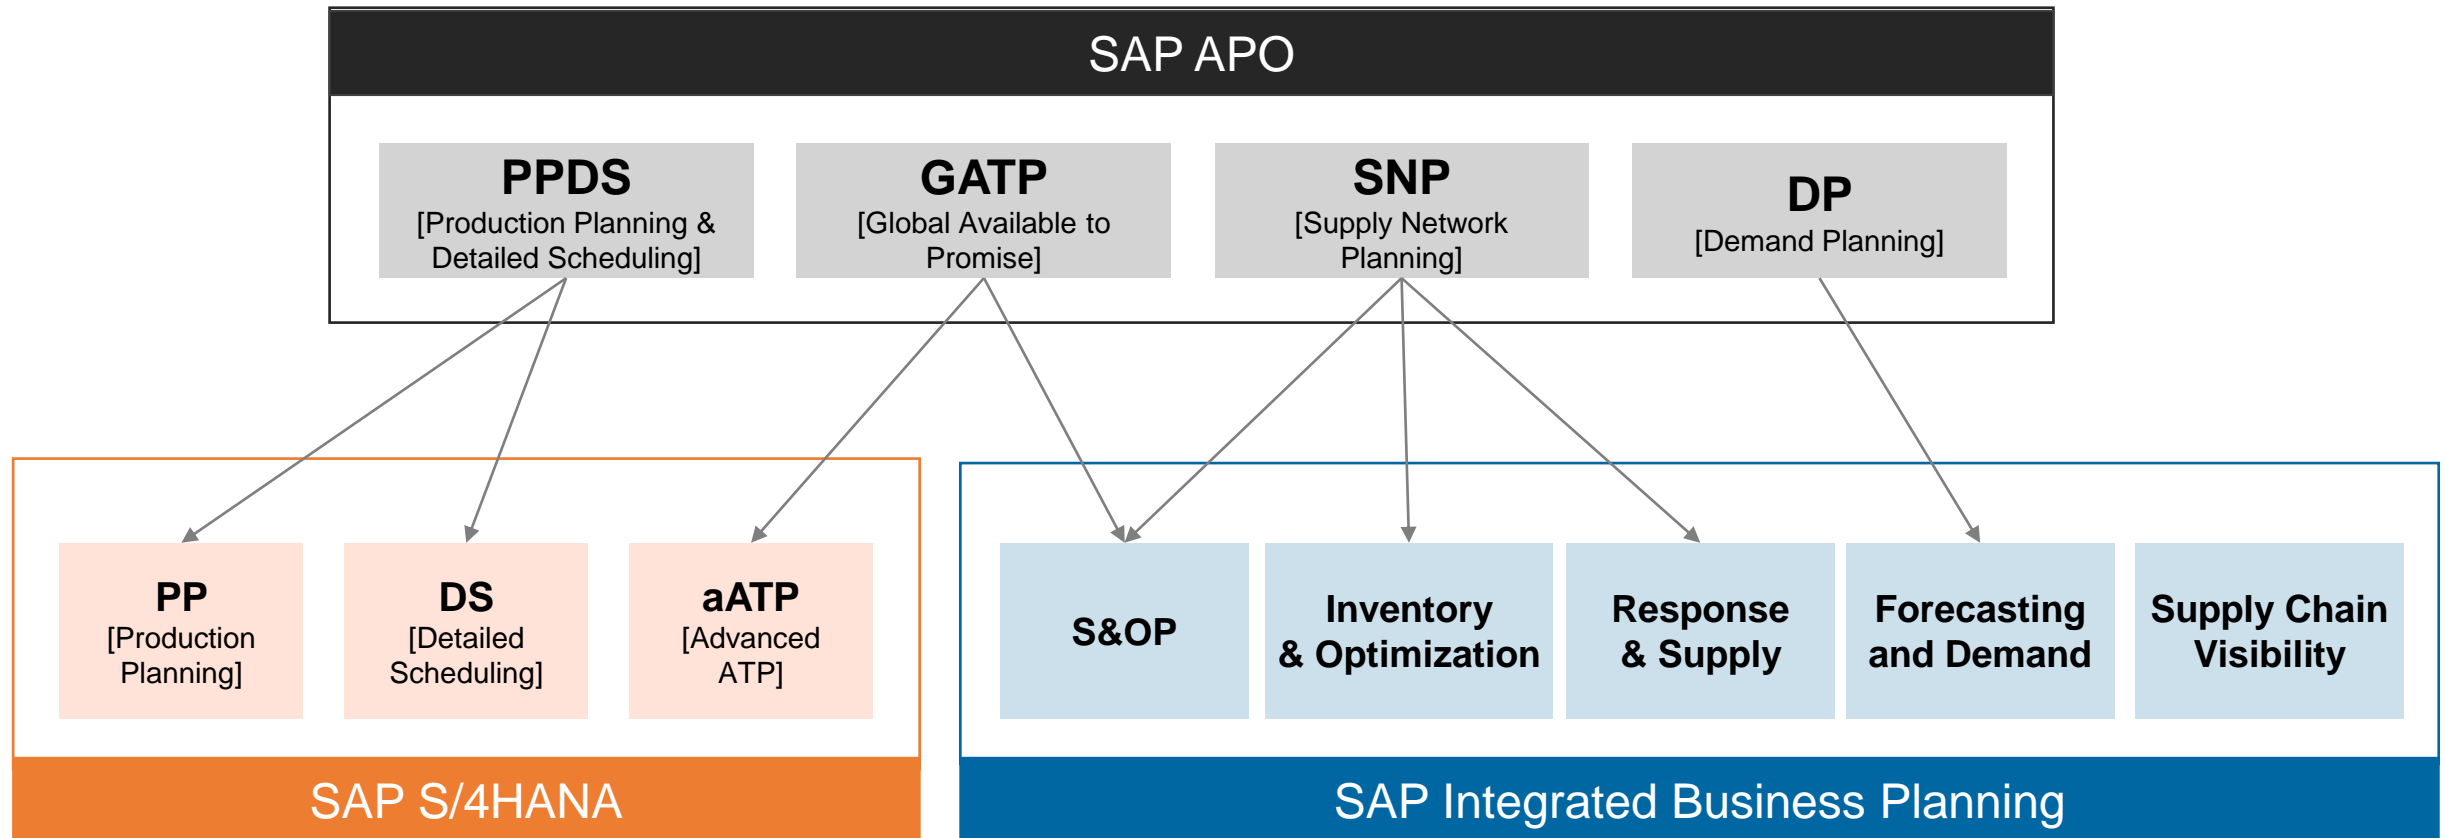 SAP APO
PPDS
[Production Planning &
Detailed Scheduling]
GATP
[Global Available to
Promise]
SNP
[Supply Network
Planning]
DP
[Demand Planning]
PP
[Production
Planning]
DS
[Detailed
Scheduling]
aATP
[Advanced
ATP]
S&OP
Inventory
& Optimization
Response
& Supply
Forecasting
and Demand
Supply Chain
Visibility
SAP S/4HANA
SAP Integrated Business Planning